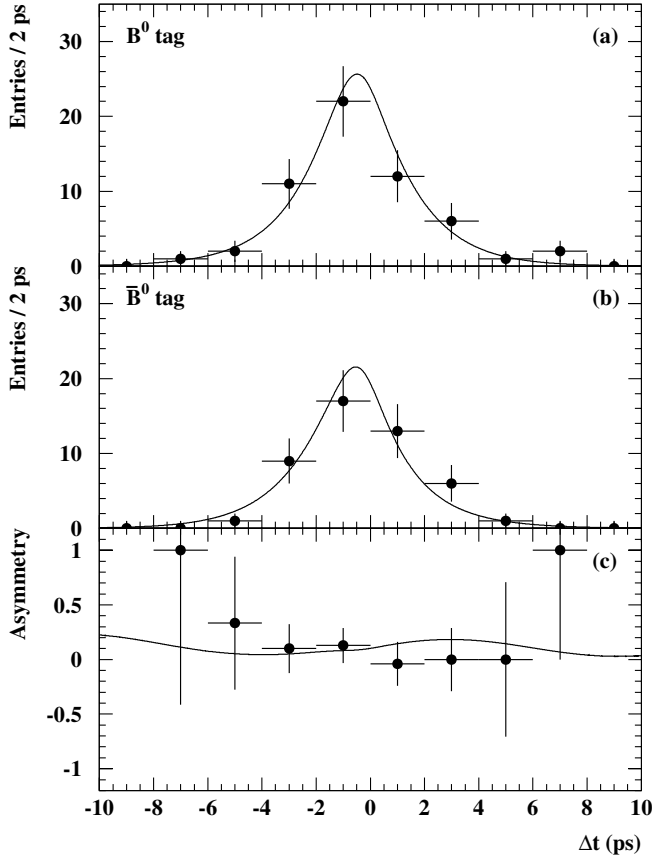 Entries / 2 ps
30
20
10
0
B⁰ tag
(a)
Entries / 2 ps
30
20
10
0
B̅⁰ tag
(b)
Asymmetry
1
0.5
0
-0.5
-1
(c)
-10 -8 -6 -4 -2 0 2 4 6 8 10
Δt (ps)